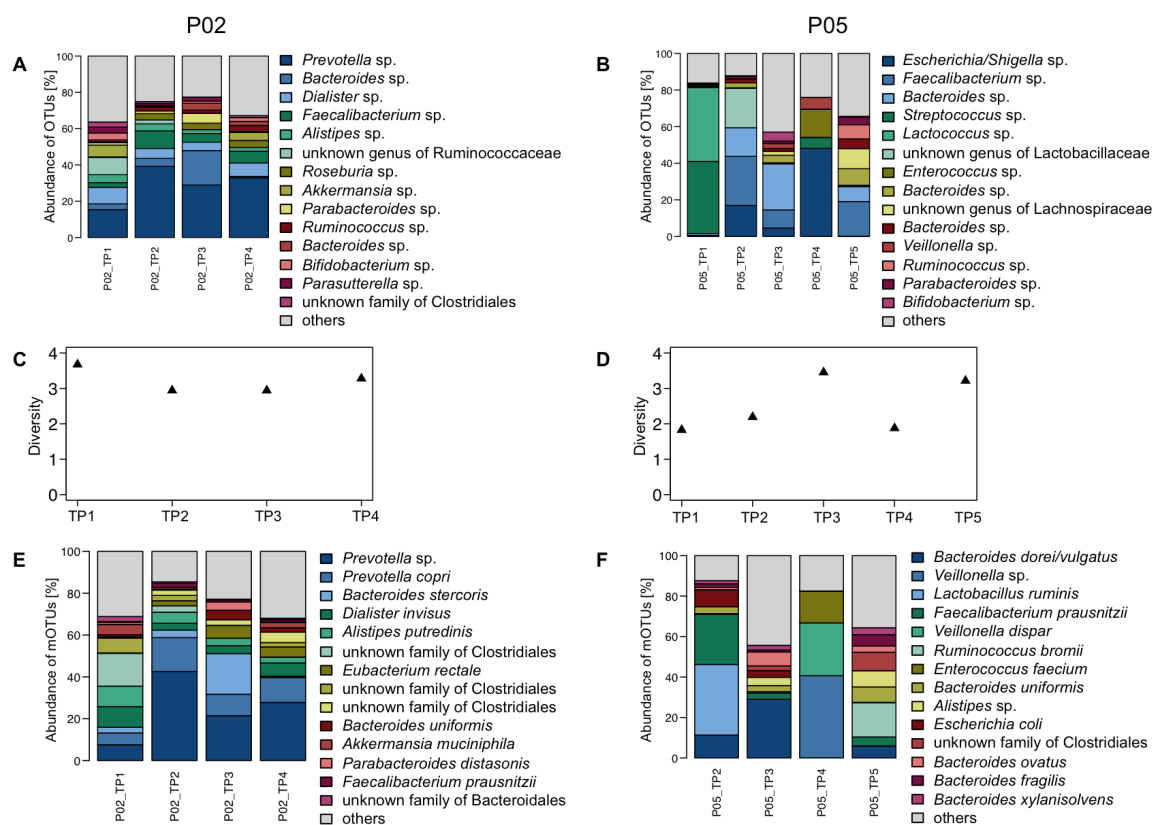 P02
P05
A
Abundance of OTUs [%]
100
80
60
40
20
0
P02_TP1
P02_TP2
P02_TP3
P02_TP4
Prevotella sp.
Bacteroides sp.
Dialister sp.
Faecalibacterium sp.
Alistipes sp.
unknown genus of Ruminococcaceae
Roseburia sp.
Akkermansia sp.
Parabacteroides sp.
Ruminococcus sp.
Bacteroides sp.
Bifidobacterium sp.
Parasutterella sp.
unknown family of Clostridiales
others
B
Abundance of OTUs [%]
100
80
60
40
20
0
P05_TP1
P05_TP2
P05_TP3
P05_TP4
P05_TP5
Escherichia/Shigella sp.
Faecalibacterium sp.
Bacteroides sp.
Streptococcus sp.
Lactococcus sp.
unknown genus of Lactobacillaceae
Enterococcus sp.
Bacteroides sp.
unknown genus of Lachnospiraceae
Bacteroides sp.
Veillonella sp.
Ruminococcus sp.
Parabacteroides sp.
Bifidobacterium sp.
others
C
Diversity
4
3
2
1
0
TP1
TP2
TP3
TP4
D
Diversity
4
3
2
1
0
TP1
TP2
TP3
TP4
TP5
E
Abundance of mOTUs [%]
100
80
60
40
20
0
P02_TP1
P02_TP2
P02_TP3
P02_TP4
Prevotella sp.
Prevotella copri
Bacteroides stercoris
Dialister invisus
Alistipes putredinis
unknown family of Clostridiales
Eubacterium rectale
unknown family of Clostridiales
unknown family of Clostridiales
Bacteroides uniformis
Akkermansia muciniphila
Parabacteroides distasonis
Faecalibacterium prausnitzii
unknown family of Bacteroidales
others
F
Abundance of mOTUs [%]
100
80
60
40
20
0
P05_TP2
P05_TP3
P05_TP4
P05_TP5
Bacteroides dorei/vulgatus
Veillonella sp.
Lactobacillus ruminis
Faecalibacterium prausnitzii
Veillonella dispar
Ruminococcus bromii
Enterococcus faecium
Bacteroides uniformis
Alistipes sp.
Escherichia coli
unknown family of Clostridiales
Bacteroides ovatus
Bacteroides fragilis
Bacteroides xylanisolvens
others